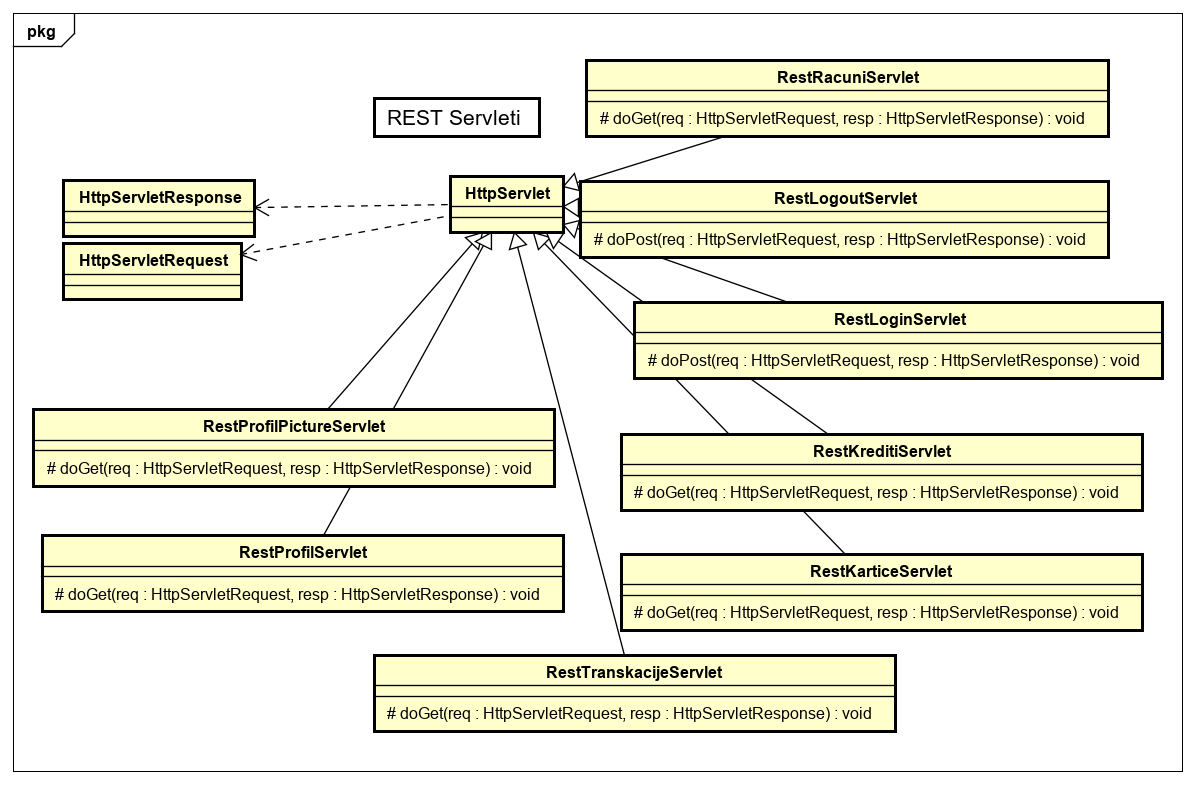 pkg
RestRacuniServlet
# doGet(req : HttpServletRequest, resp : HttpServletResponse) : void
REST Servleti
HttpServletResponse
HttpServlet
RestLogoutServlet
# doPost(req : HttpServletRequest, resp : HttpServletResponse) : void
HttpServletRequest
RestLoginServlet
# doPost(req : HttpServletRequest, resp : HttpServletResponse) : void
RestProfilPictureServlet
# doGet(req : HttpServletRequest, resp : HttpServletResponse) : void
RestKreditiServlet
# doGet(req : HttpServletRequest, resp : HttpServletResponse) : void
RestProfilServlet
# doGet(req : HttpServletRequest, resp : HttpServletResponse) : void
RestKarticeServlet
# doGet(req : HttpServletRequest, resp : HttpServletResponse) : void
RestTranskacijeServlet
# doGet(req : HttpServletRequest, resp : HttpServletResponse) : void